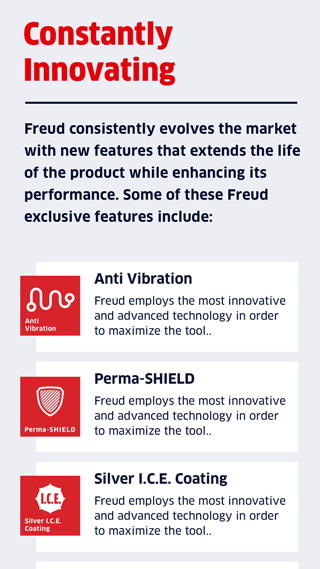 Constantly
Innovating
Freud consistently evolves the market
with new features that extends the life
of the product while enhancing its
performance. Some of these Freud
exclusive features include:
Anti Vibration
Freud employs the most innovative
and advanced technology in order
to maximize the tool..
Anti
Vibration
Perma-SHIELD
Freud employs the most innovative
and advanced technology in order
to maximize the tool..
Perma-SHIELD
Silver I.C.E. Coating
Freud employs the most innovative
and advanced technology in order
to maximize the tool..
I.C.E.
Silver I.C.E.
Coating